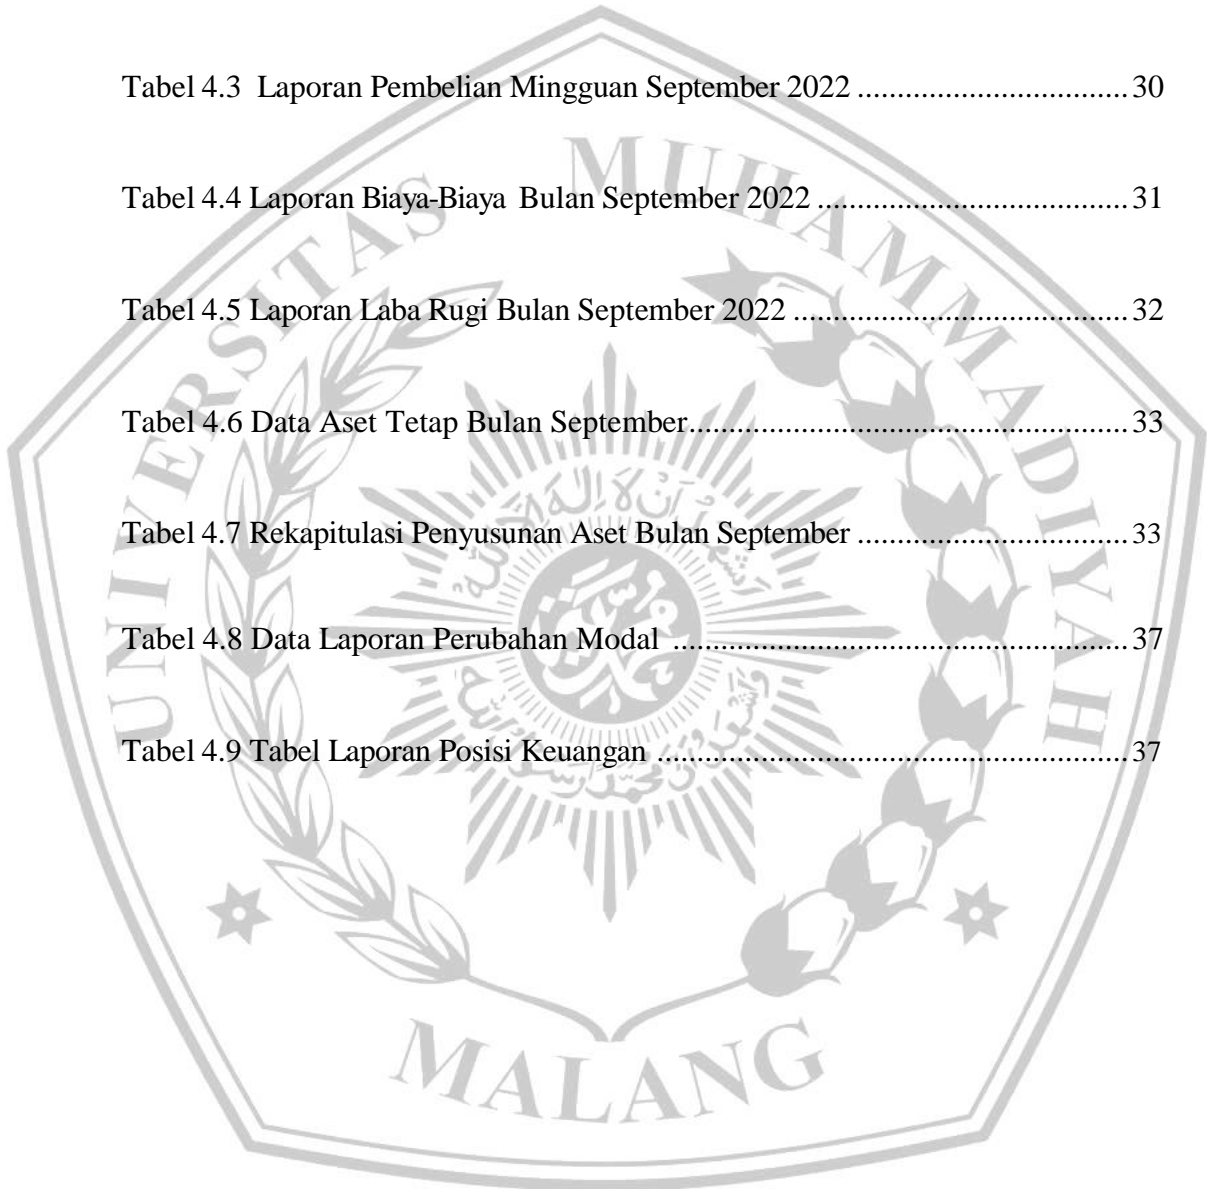 Tabel 4.3 Laporan Pembelian Mingguan September 2022 .................................. 30
Tabel 4.4 Laporan Biaya-Biaya Bulan September 2022 ....................................... 31
Tabel 4.5 Laporan Laba Rugi Bulan September 2022 .......................................... 32
Tabel 4.6 Data Aset Tetap Bulan September....................................................... 33
Tabel 4.7 Rekapitulasi Penyusunan Aset Bulan September .................................. 33
Tabel 4.8 Data Laporan Perubahan Modal ......................................................... 37
Tabel 4.9 Tabel Laporan Posisi Keuangan ........................................................... 37
UNIVERSITAS MUHAMMADIYAH
MALANG